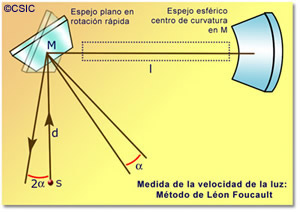 ©CSIC
Espejo plano en
rotación rápida
Espejo esférico
centro de curvatura
en M
M
l
d
α
2α
S
Medida de la velocidad de la luz:
Método de Léon Foucault